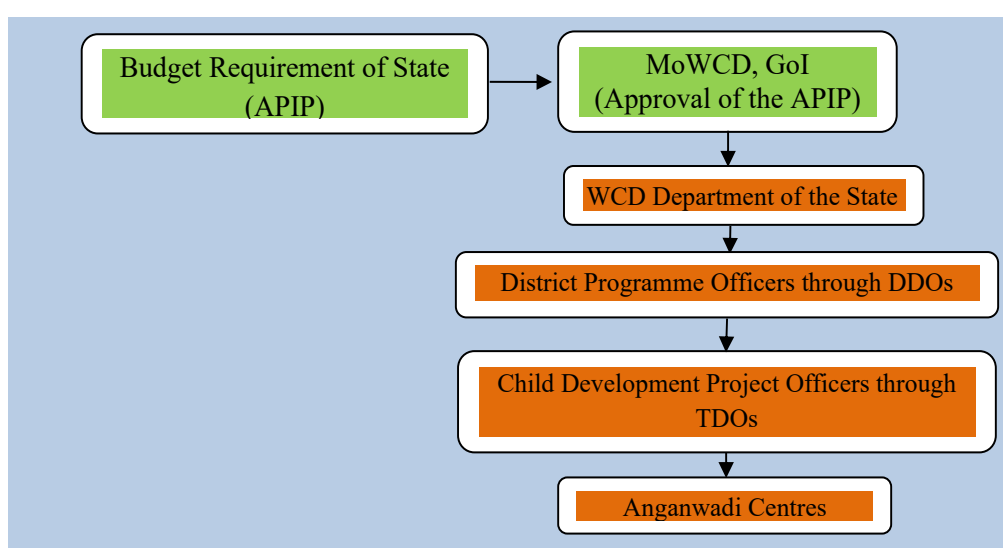 Budget Requirement of State
(APIP)
MoWCD, GoI
(Approval of the APIP)
WCD Department of the State
District Programme Officers through DDOs
Child Development Project Officers through
TDOs
Anganwadi Centres